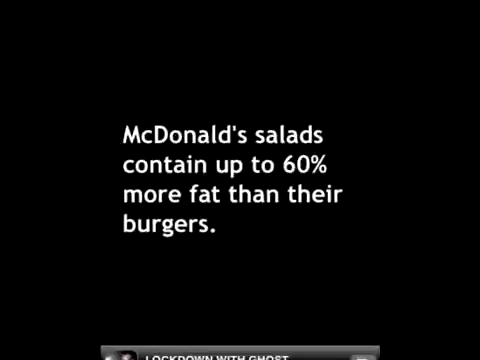 McDonald's salads
contain up to 60%
more fat than their
burgers.
LOCKDOWN WITH GHOST